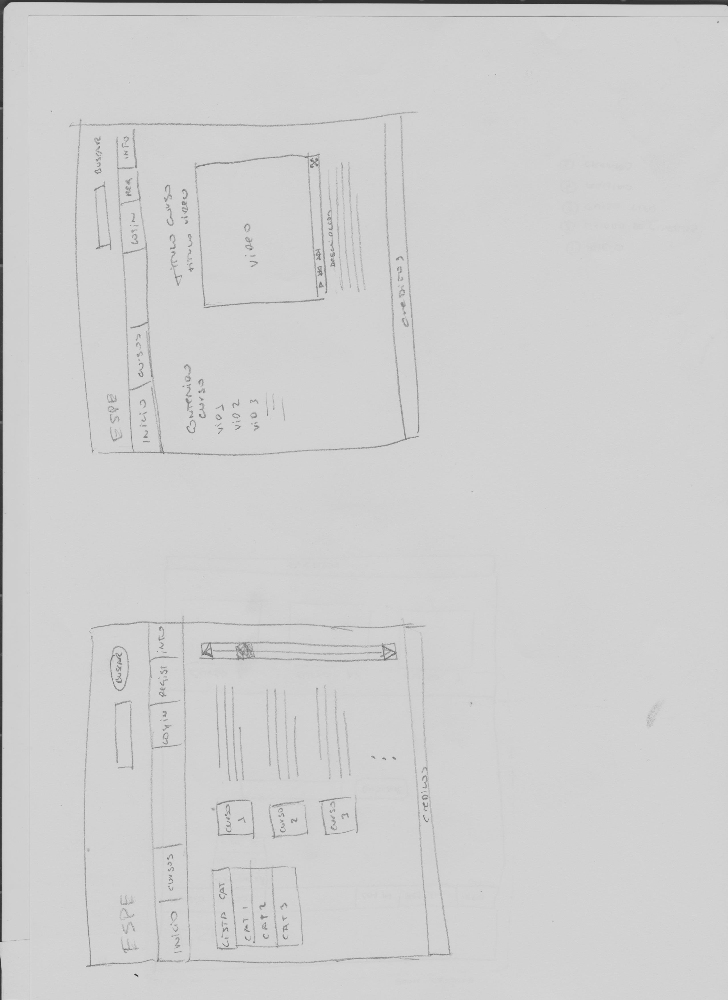 ESPE
BUSCAR
INICIO CURSOS LOGIN REGIST INFO
LISTA CAT
CAT 1
CAT 2
CAT 3
CURSO
1
CURSO
2
CURSO
3
CREDITOS
ESPE
BUSCAR
INICIO CURSOS LOGIN REG INFO
CONTENIDO
CURSO
VID 1
VID 2
VID 3
TITULO CURSO
TITULO VIDEO
VIDEO
DESCRIPCION
CREDITOS